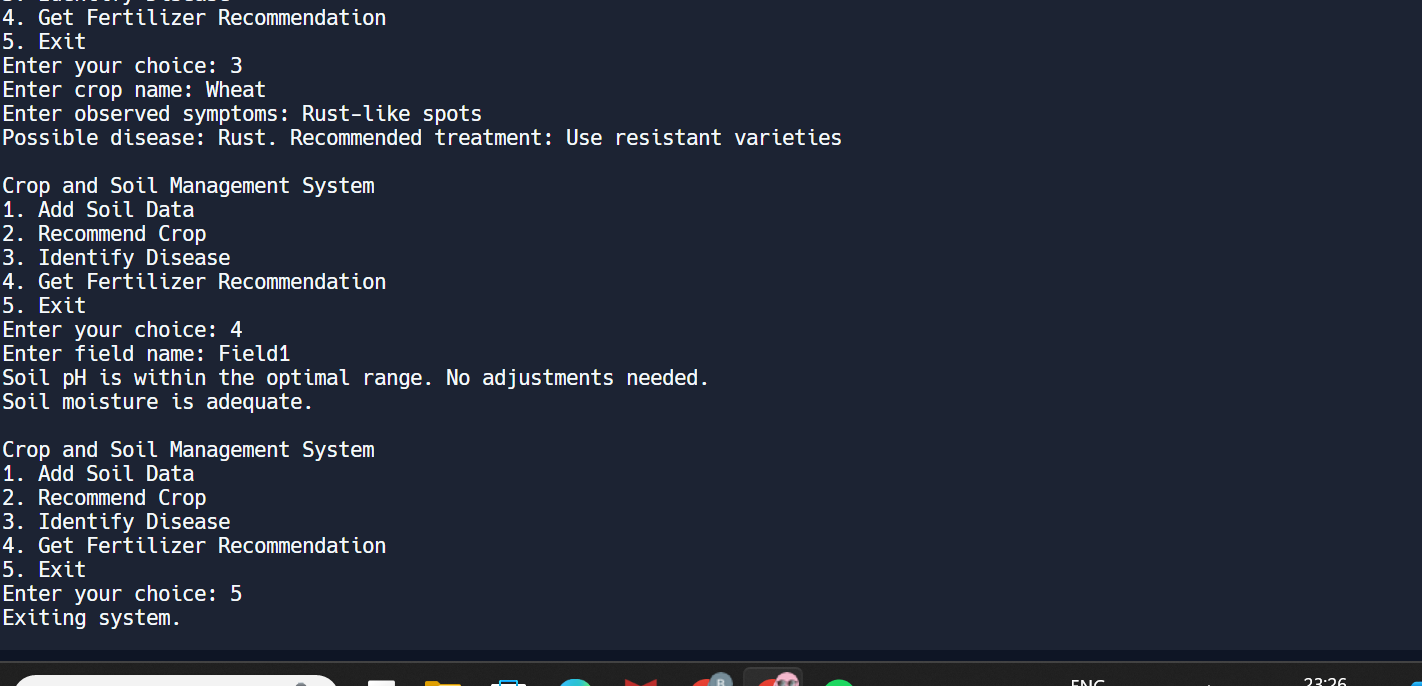 4. Get Fertilizer Recommendation
5. Exit
Enter your choice: 3
Enter crop name: Wheat
Enter observed symptoms: Rust-like spots
Possible disease: Rust. Recommended treatment: Use resistant varieties
Crop and Soil Management System
1. Add Soil Data
2. Recommend Crop
3. Identify Disease
4. Get Fertilizer Recommendation
5. Exit
Enter your choice: 4
Enter field name: Field1
Soil pH is within the optimal range. No adjustments needed.
Soil moisture is adequate.
Crop and Soil Management System
1. Add Soil Data
2. Recommend Crop
3. Identify Disease
4. Get Fertilizer Recommendation
5. Exit
Enter your choice: 5
Exiting system.
B
ENG 23:26